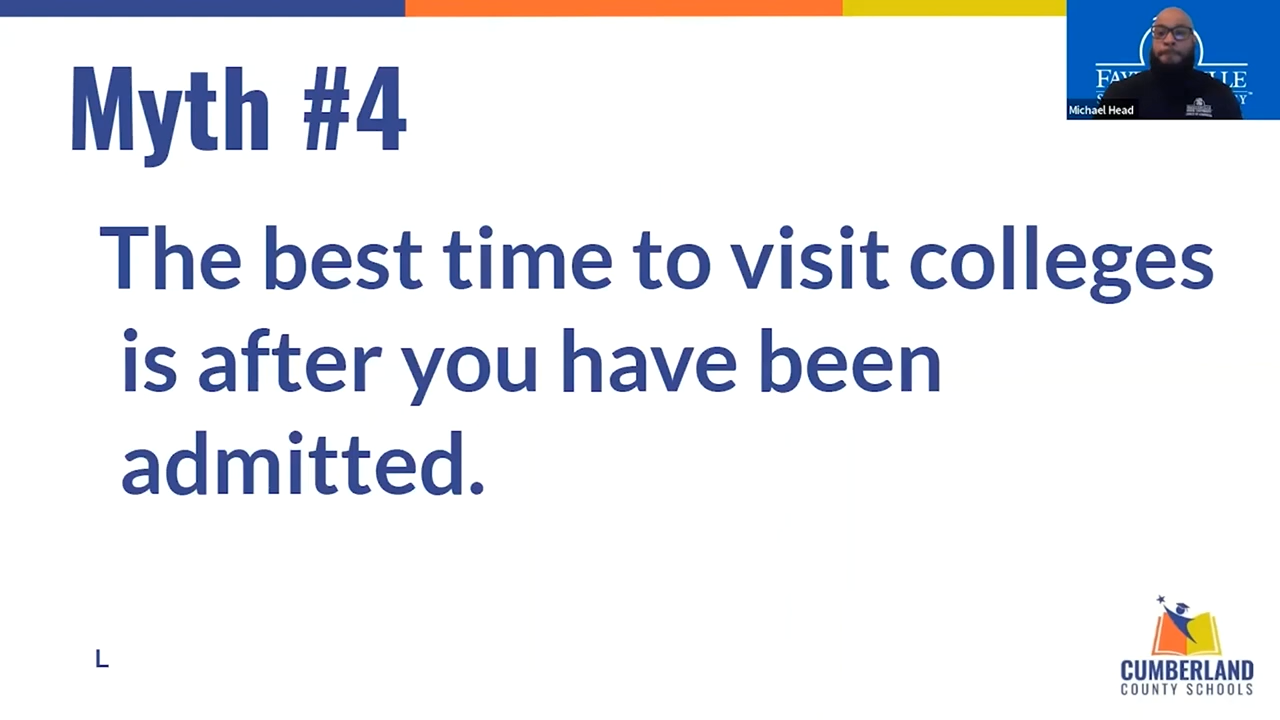 Myth #4
The best time to visit colleges
is after you have been
admitted.
L
Michael Head
CUMBERLAND
COUNTY SCHOOLS